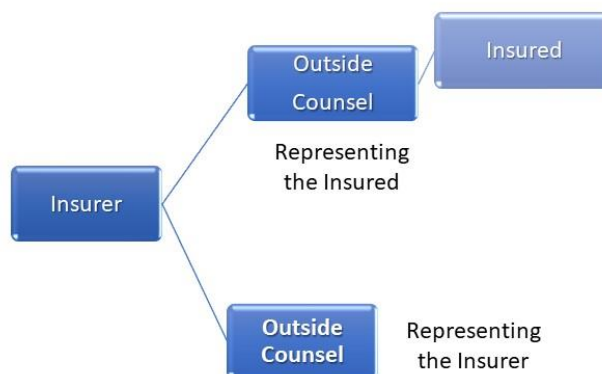 Insured
Outside
Counsel
Representing
the Insured
Insurer
Outside
Counsel
Representing
the Insurer